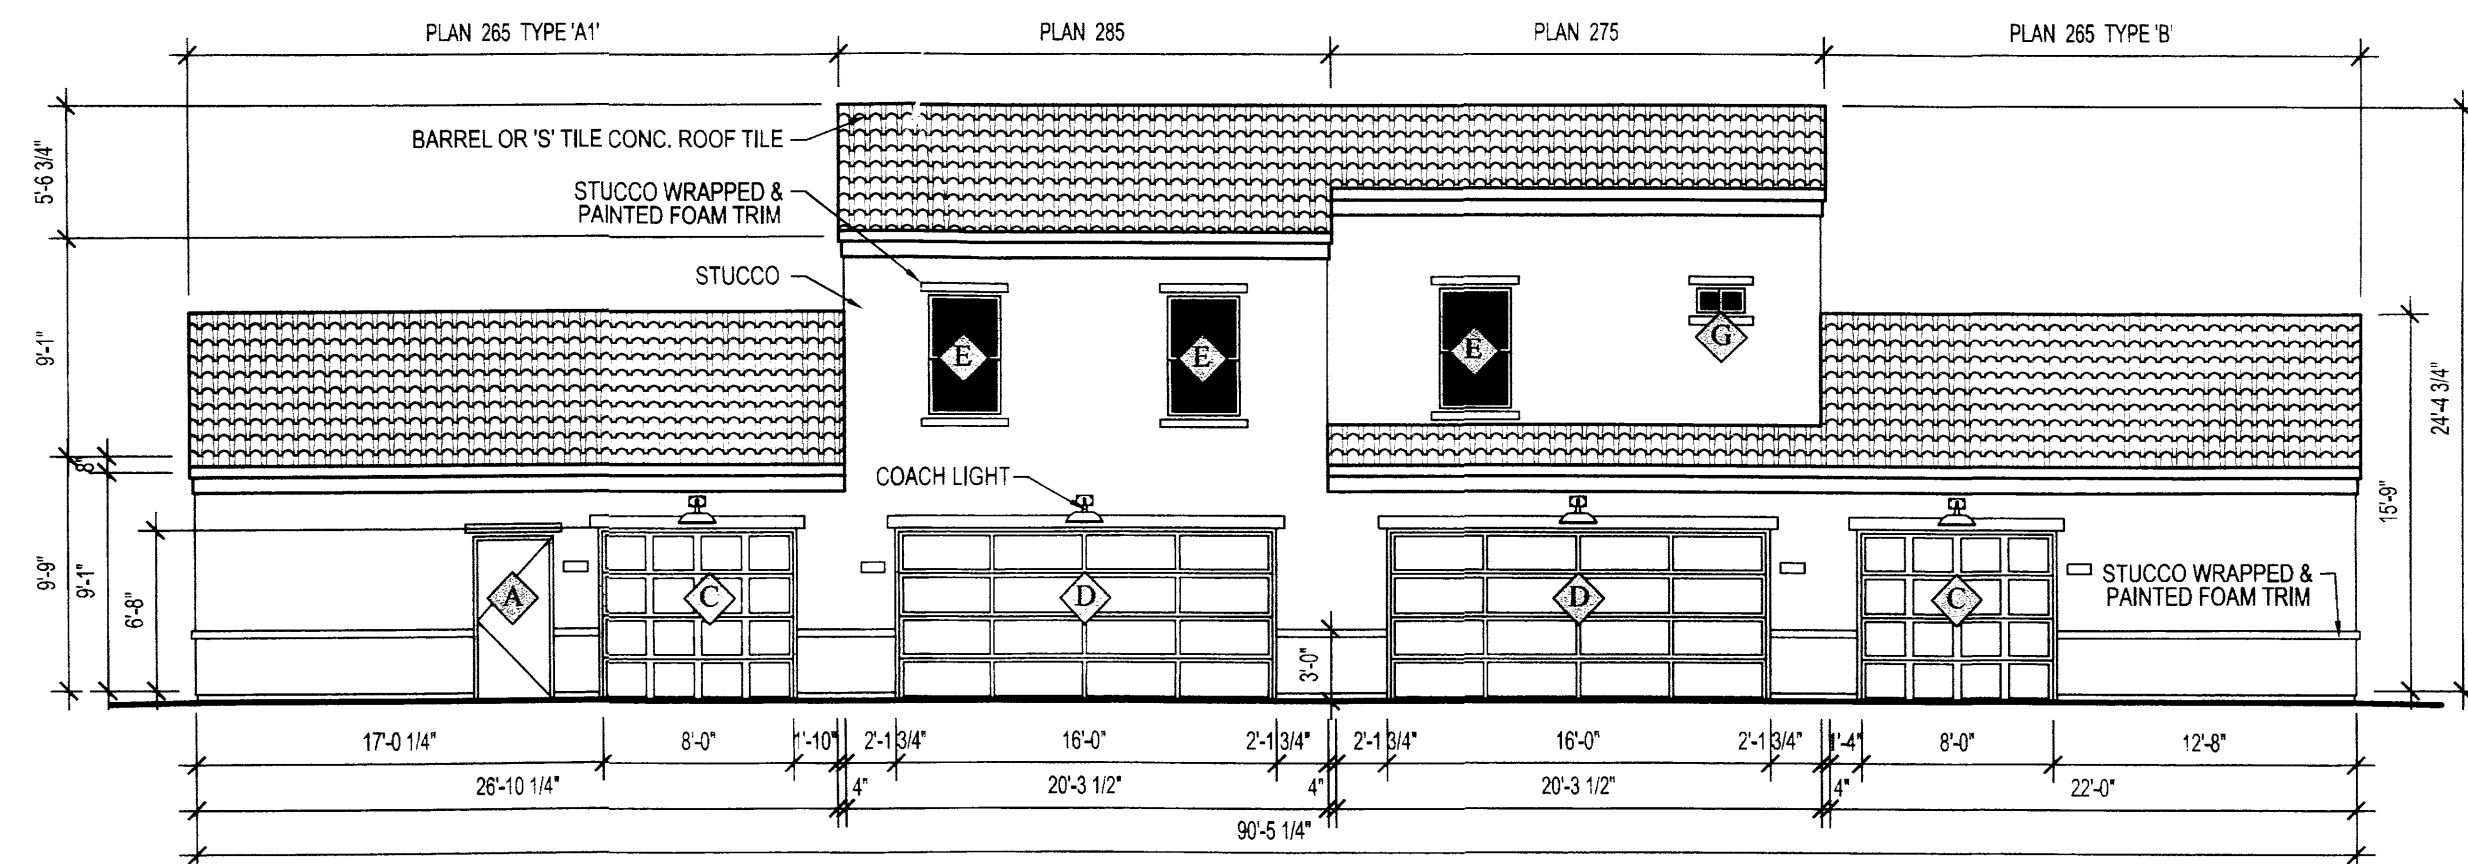 PLAN 265 TYPE 'A1'
PLAN 285
PLAN 275
PLAN 265 TYPE 'B'
BARREL OR 'S' TILE CONC. ROOF TILE
STUCCO WRAPPED &
PAINTED FOAM TRIM
STUCCO
5'-6 3/4"
9'-1"
8"
9'-9"
9'-1"
6'-8"
E
E
E
G
COACH LIGHT
24'-4 3/4"
15'-9"
A
C
D
D
C
STUCCO WRAPPED &
PAINTED FOAM TRIM
3'-0"
17'-0 1/4"
8'-0"
1'-10"
2'-1 3/4"
16'-0"
2'-1 3/4"
2'-1 3/4"
16'-0"
2'-1 3/4"
1'-4"
8'-0"
12'-8"
26'-10 1/4"
4"
20'-3 1/2"
4"
20'-3 1/2"
4"
22'-0"
90'-5 1/4"